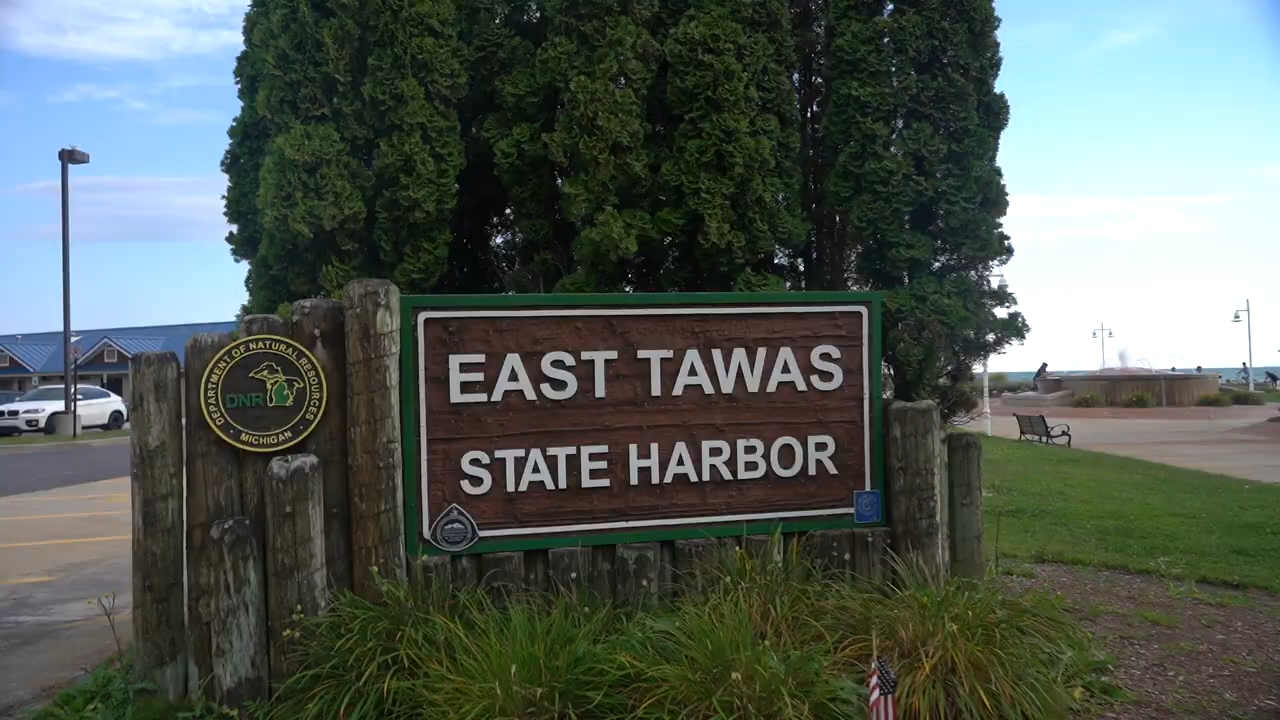 EAST TAWAS
STATE HARBOR
DEPARTMENT OF NATURAL RESOURCES
DNR
MICHIGAN